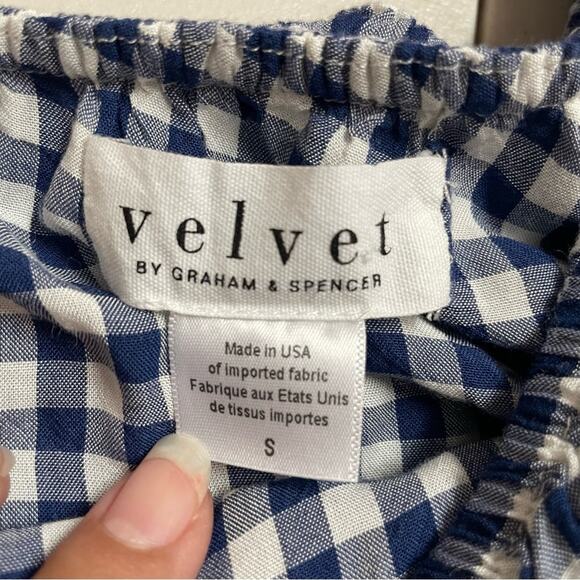 velvet
BY GRAHAM & SPENCER
Made in USA
of imported fabric
Fabrique aux Etats Unis
de tissus importes
S